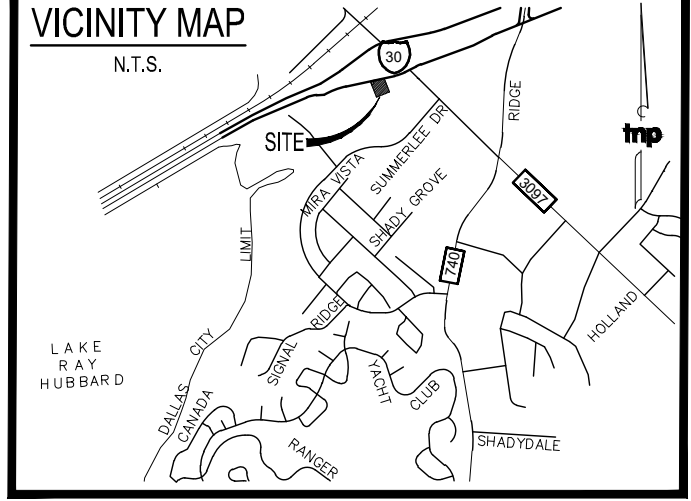 VICINITY MAP
N.T.S.
30
SITE
RIDGE
tnp
SUMMERLEE DR
MIRA VISTA
3097
SHADY GROVE
LIMIT
740
HOLLAND
RIDGE
SIGNAL
CITY
LAKE
RAY
HUBBARD
YACHT
CLUB
DALLAS
CANADA
RANGER
SHADYDALE